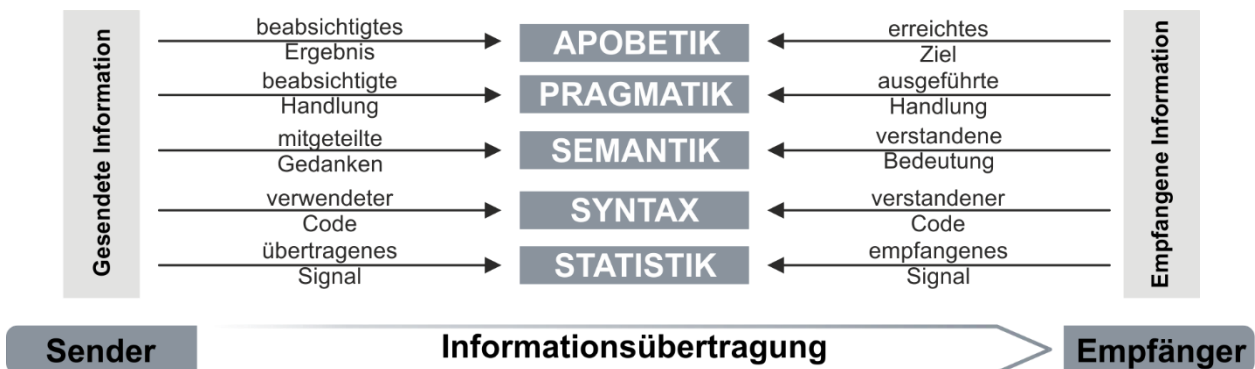 Gesendete Information
beabsichtigtes
Ergebnis
APOBETIK
erreichtes
Ziel
beabsichtigte
Handlung
PRAGMATIK
ausgeführte
Handlung
mitgeteilte
Gedanken
SEMANTIK
verstandene
Bedeutung
verwendeter
Code
SYNTAX
verstandener
Code
übertragenes
Signal
STATISTIK
empfangenes
Signal
Empfangene Information
Sender
Informationsübertragung
Empfänger